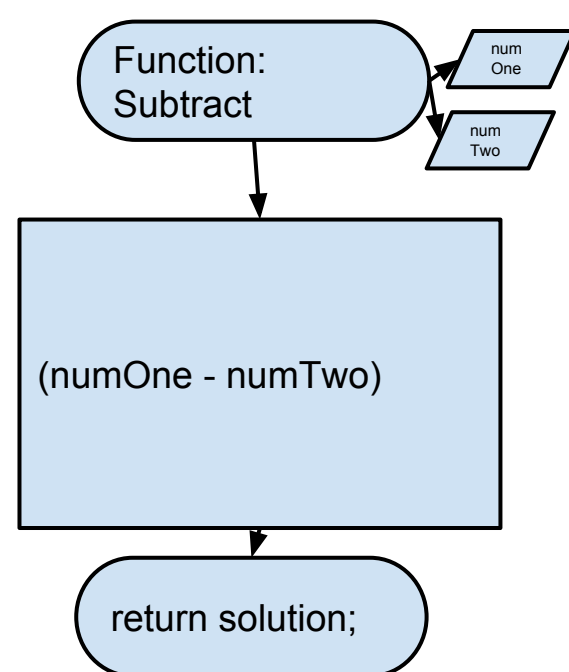 Function:
Subtract
num
One
num
Two
(numOne - numTwo)
return solution;